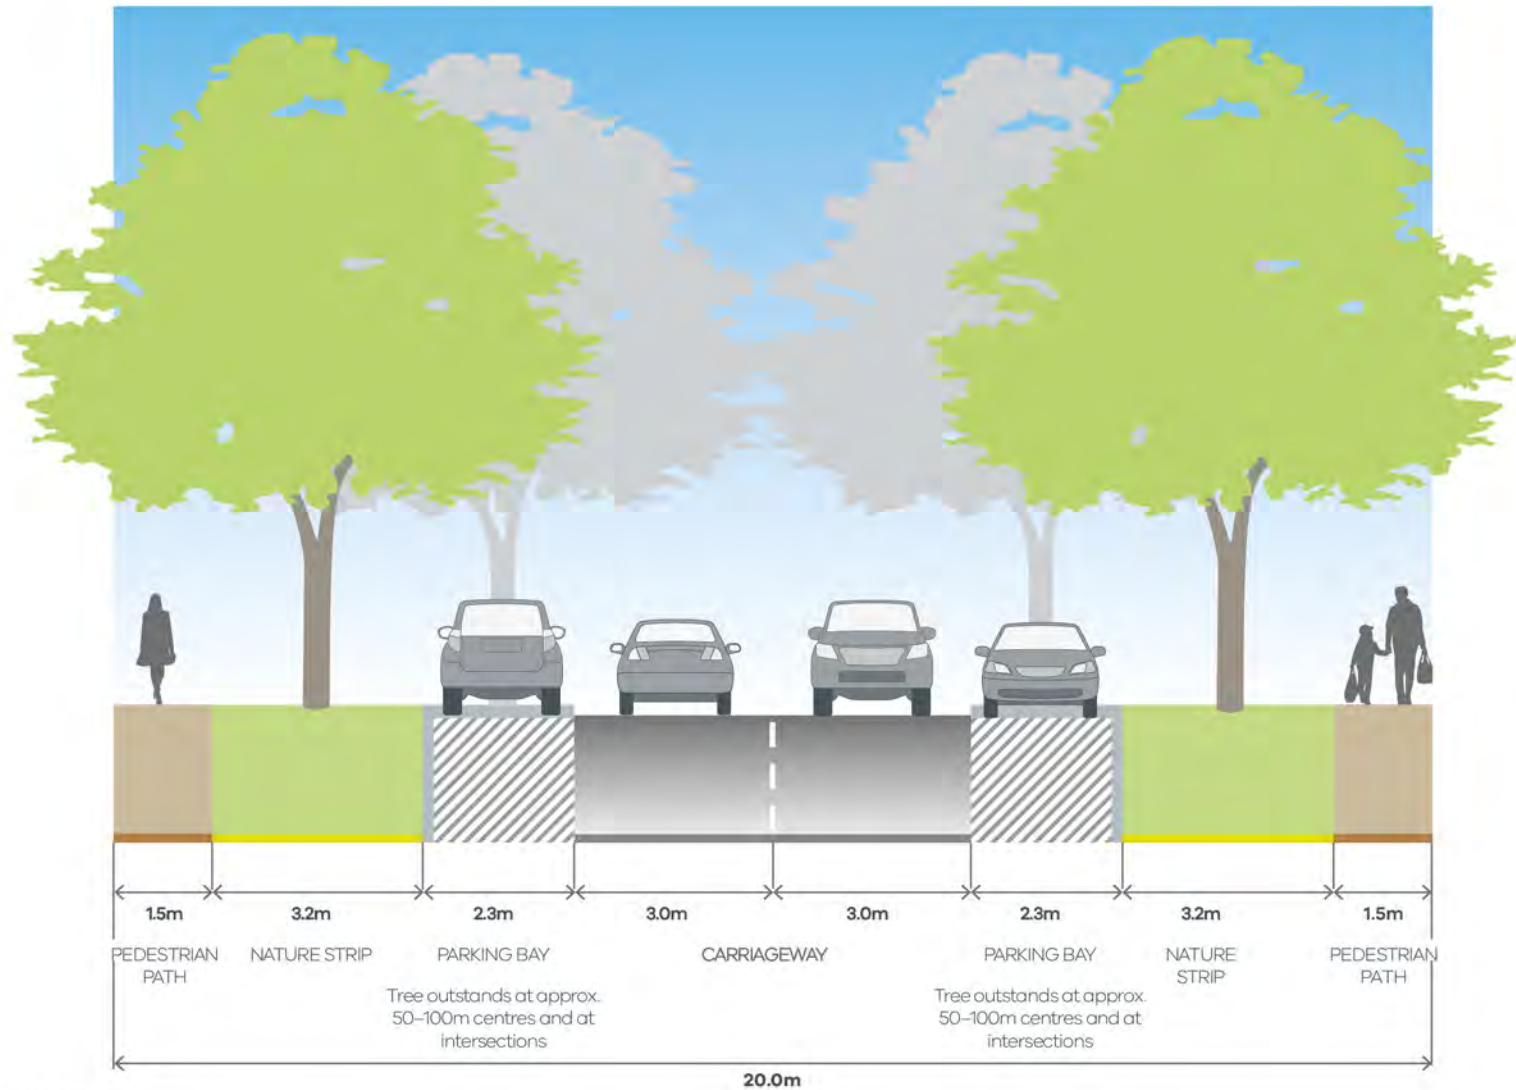 1.5m 3.2m 2.3m 3.0m 3.0m 2.3m 3.2m 1.5m
PEDESTRIAN
PATH
NATURE STRIP
PARKING BAY
Tree outstands at approx.
50–100m centres and at
intersections
CARRIAGEWAY
PARKING BAY
Tree outstands at approx.
50–100m centres and at
intersections
NATURE
STRIP
PEDESTRIAN
PATH
20.0m